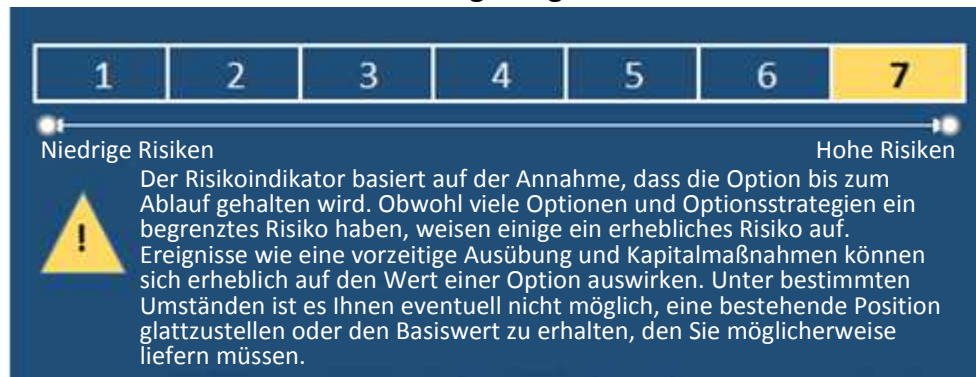 1 2 3 4 5 6 7
Niedrige Risiken Hohe Risiken
Der Risikoindikator basiert auf der Annahme, dass die Option bis zum
Ablauf gehalten wird. Obwohl viele Optionen und Optionsstrategien ein
begrenztes Risiko haben, weisen einige ein erhebliches Risiko auf.
Ereignisse wie eine vorzeitige Ausübung und Kapitalmaßnahmen können
sich erheblich auf den Wert einer Option auswirken. Unter bestimmten
Umständen ist es Ihnen eventuell nicht möglich, eine bestehende Position
glattzustellen oder den Basiswert zu erhalten, den Sie möglicherweise
liefern müssen.
!